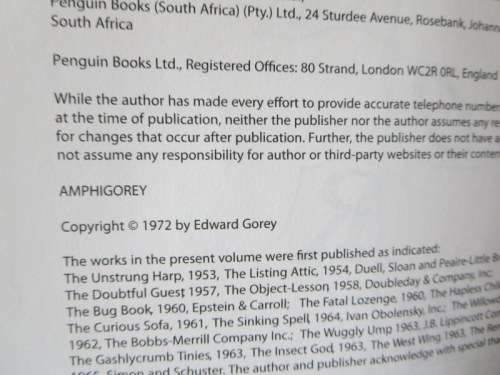 Penguin Books (South Africa) (Pty.) Ltd., 24 Sturdee Avenue, Rosebank,
South Africa
Penguin Books Ltd., Registered Offices: 80 Strand, London WC2R 0RL, England
While the author has made every effort to provide accurate telephone
at the time of publication, neither the publisher nor the author assumes any
for changes that occur after publication. Further, the publisher does not have
not assume any responsibility for author or third-party websites or their
AMPHIGOREY
Copyright © 1972 by Edward Gorey
The works in the present volume were first published as indicated:
The Unstrung Harp, 1953, The Listing Attic, 1954, Duell, Sloan and Peaire-Little
The Doubtful Guest, 1957, The Object-Lesson 1958, Doubleday & Company, Inc:
The Bug Book, 1960, Epstein & Carroll; The Fatal Lozenge, 1960, The Hapless
The Curious Sofa, 1961, The Sinking Spell, 1964, Ivan Obolensky, Inc.; The
1962, The Bobbs-Merrill Company Inc.; The Wuggly Ump 1963, J.B. Lippincott
The Gashlycrumb Tinies, 1963, The Insect God, 1963, The West Wing, 1963, The
Simon and Schuster. The author and publisher acknowledge with special